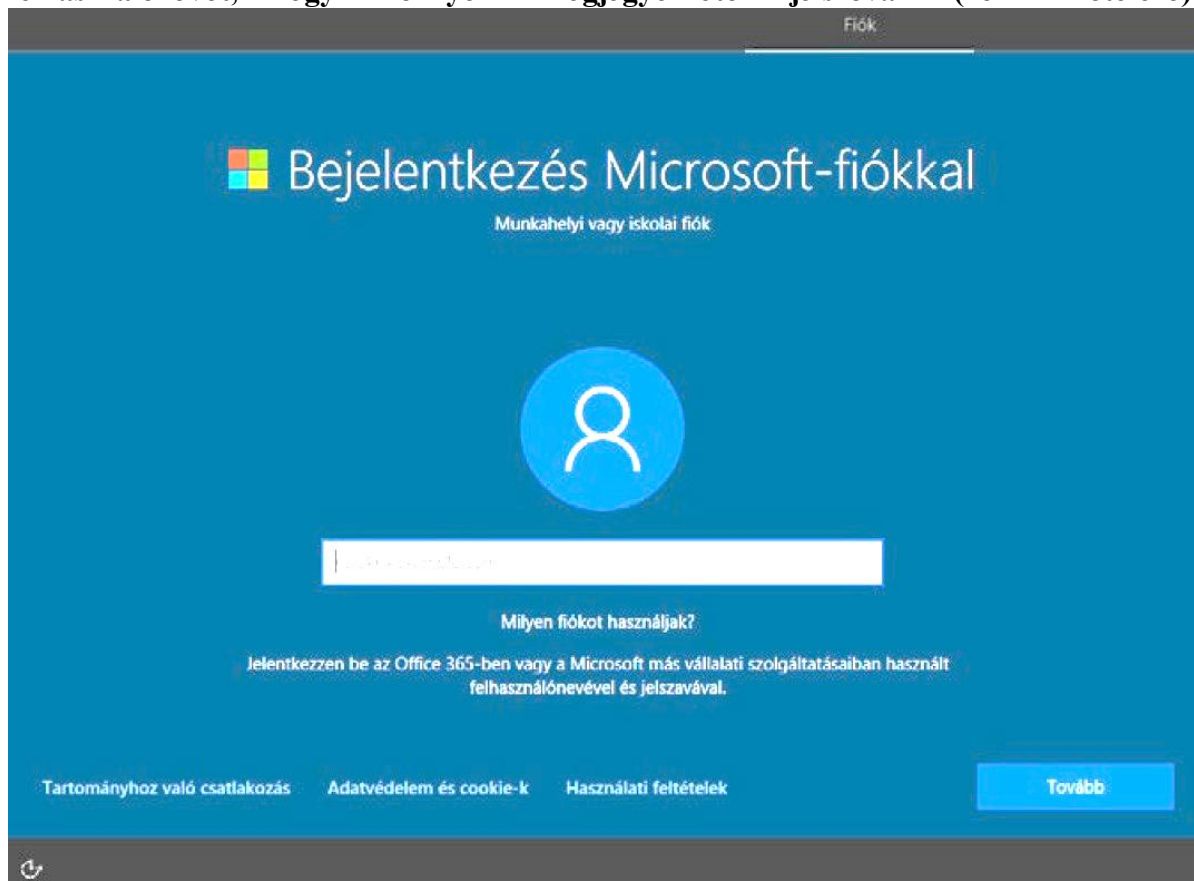 Fiók
Bejelentkezés Microsoft-fiókkal
Munkahelyi vagy iskolai fiók
Milyen fiókot használjak?
Jelentkezzen be az Office 365-ben vagy a Microsoft más vállalati szolgáltatásaiban használt
felhasználónevével és jelszavával.
Tartományhoz való csatlakozás Adatvédelem és cookie-k Használati feltételek Tovább